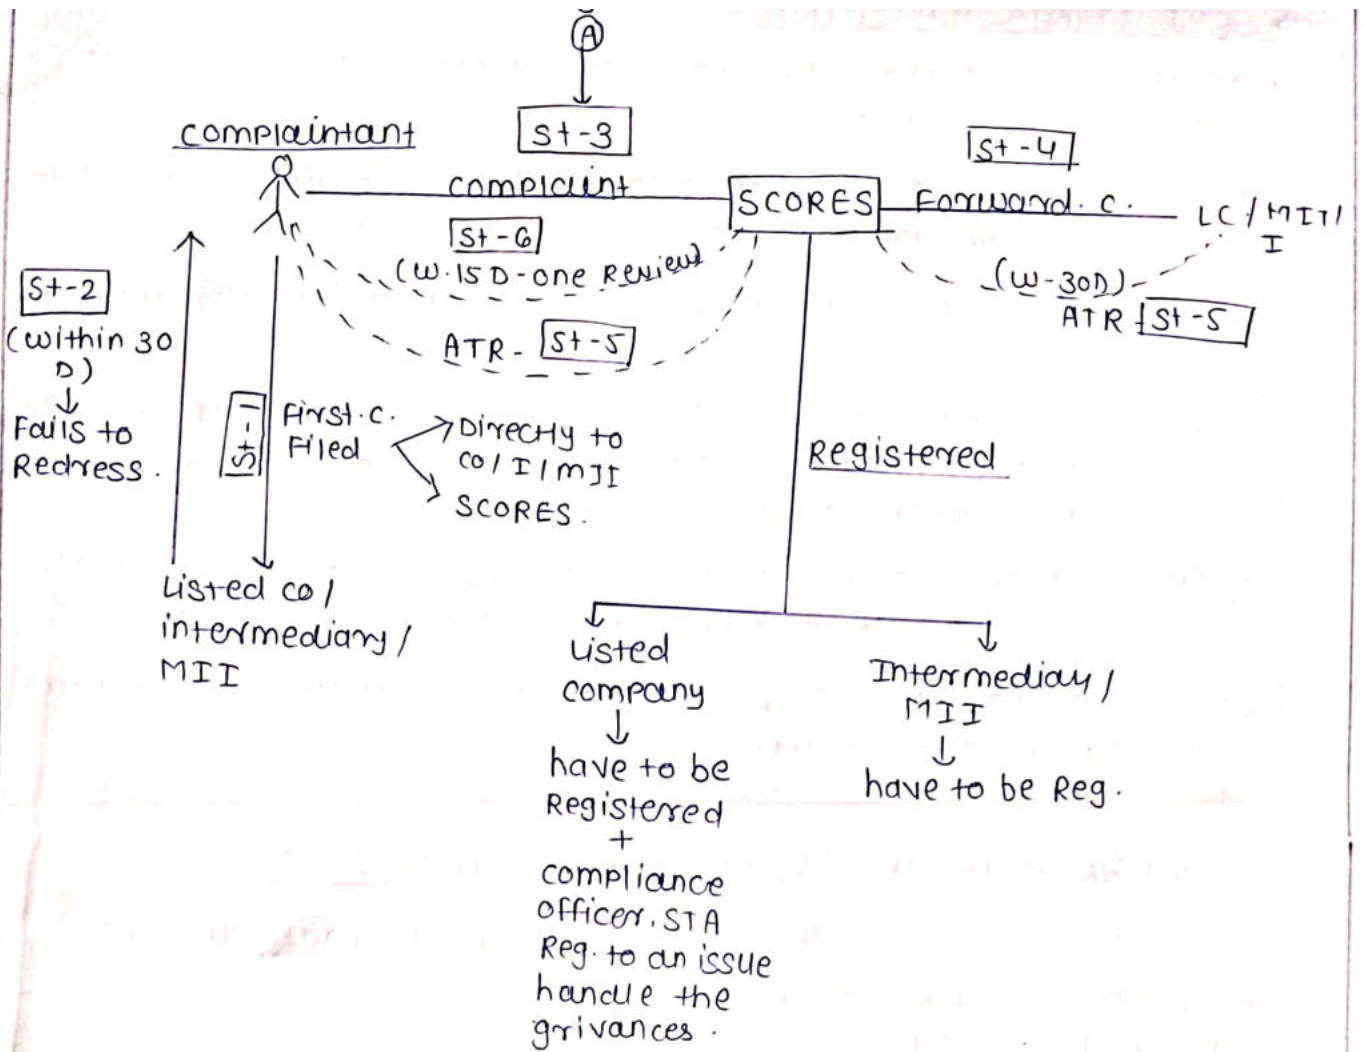 A
St-3
complaintant
St-4
complaint
SCORES
Forward. c.
LC / MII /
I
St-6
(W.15D-one Review)
(W-30D)
ATR
St-5
St-2
(within 30
D)
Fails to
Redress.
ATR-
St-5
St-1
First.c.
Filed
Directly to
co / I / MII
SCORES.
Registered
Listed co /
intermediary /
MII
Listed
company
have to be
Registered
+
compliance
officer. STA
Reg. to an issue
handle the
grivances.
Intermediay /
MII
have to be Reg.